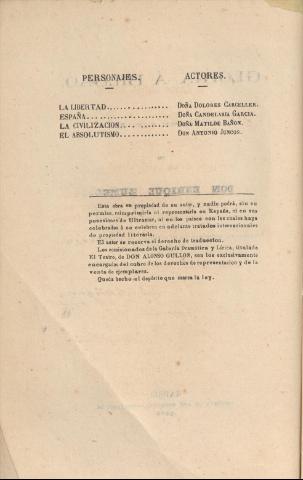 PERSONAJES. ACTORES.
LA LIBERTAD................ DOÑA DOLORES CARCELLER.
ESPAÑA..................... DOÑA CANDELARIA GARCIA.
LA CIVILIZACION............ DOÑA MATILDE BAÑON.
EL ABSOLUTISMO............. DON ANTONIO JUNCOS.
Esta obra es propiedad de su autor, y nadie podrá, sin su
permiso, reimprimirla ni representarla en España, ni en sus
posesiones de Ultramar, ni en los paises con los cuales haya
celebrados ó se celebren en adelante tratados internacionales
de propiedad literaria.
El autor se reserva el derecho de traduccion.
Los comisionados de la Galería Dramática y Lírica, titulada
El Teatro, de DON ALONSO GULLON, son los exclusivamente
encargados del cobro de los derechos de representacion y de la
venta de ejemplares.
Queda hecho el depósito que marca la ley.